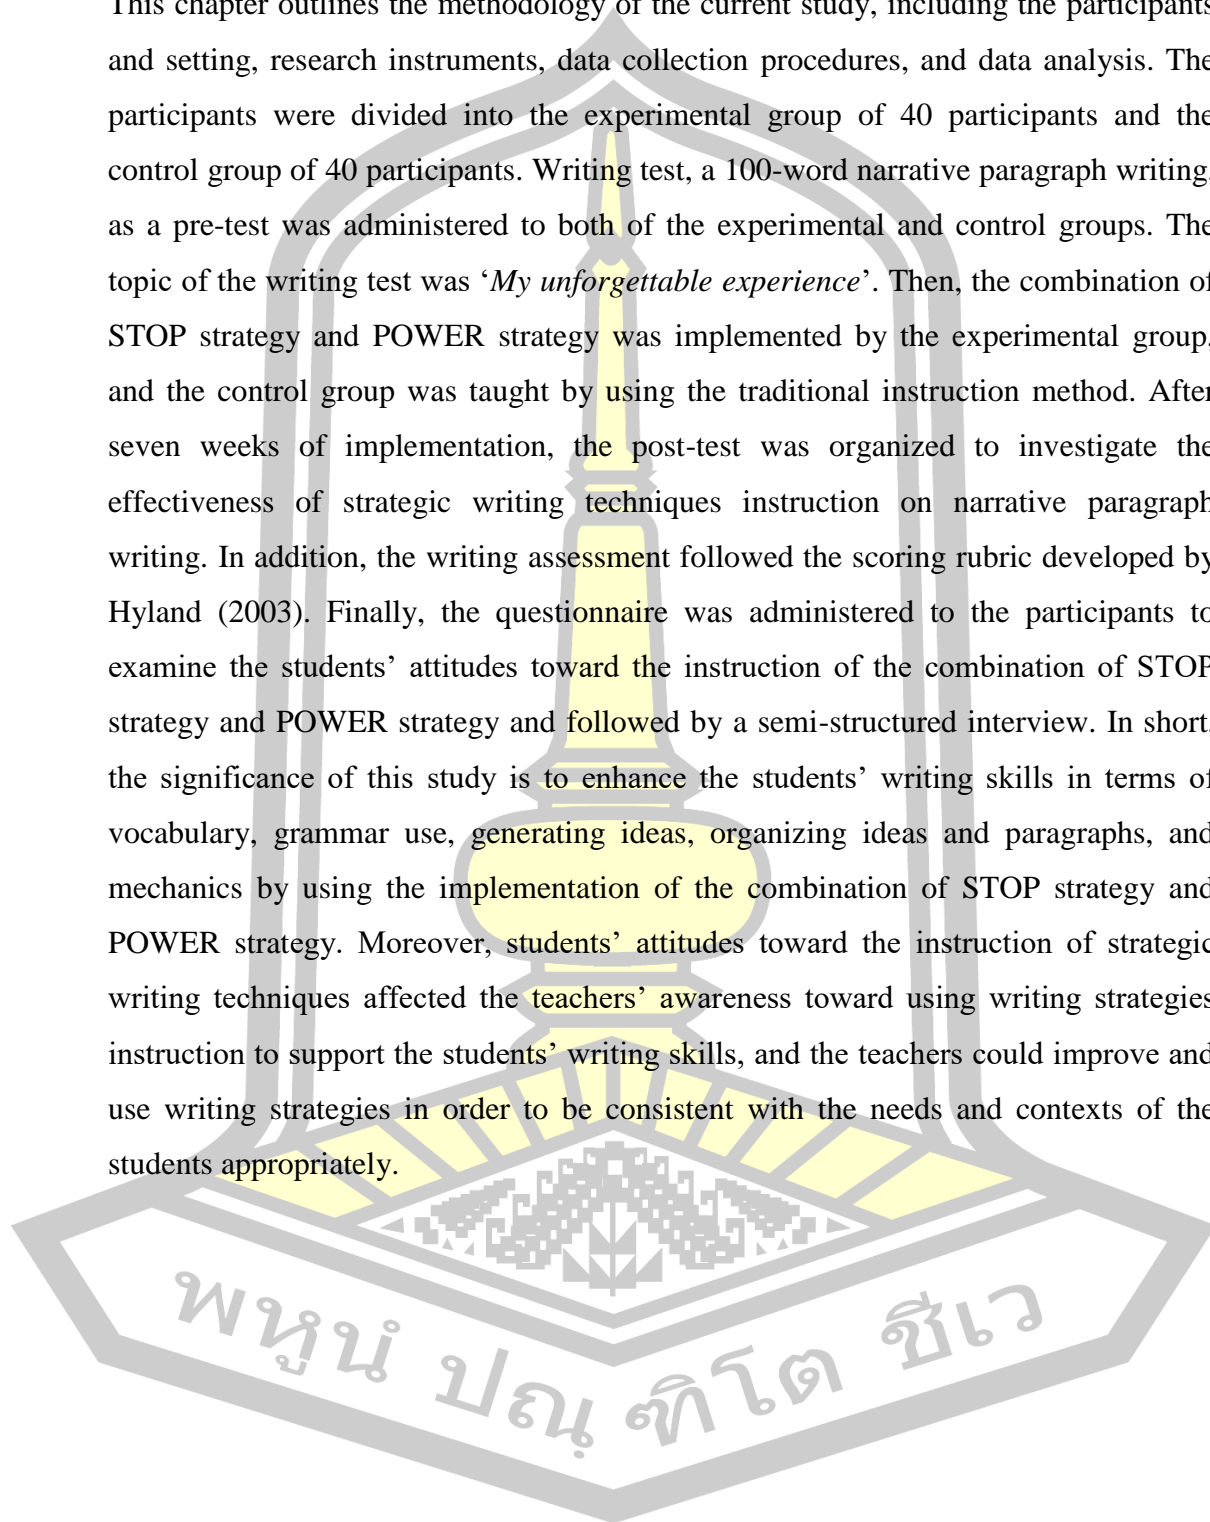 This chapter outlines the methodology of the current study, including the participants
and setting, research instruments, data collection procedures, and data analysis. The
participants were divided into the experimental group of 40 participants and the
control group of 40 participants. Writing test, a 100-word narrative paragraph writing,
as a pre-test was administered to both of the experimental and control groups. The
topic of the writing test was ‘My unforgettable experience’. Then, the combination of
STOP strategy and POWER strategy was implemented by the experimental group,
and the control group was taught by using the traditional instruction method. After
seven weeks of implementation, the post-test was organized to investigate the
effectiveness of strategic writing techniques instruction on narrative paragraph
writing. In addition, the writing assessment followed the scoring rubric developed by
Hyland (2003). Finally, the questionnaire was administered to the participants to
examine the students’ attitudes toward the instruction of the combination of STOP
strategy and POWER strategy and followed by a semi-structured interview. In short,
the significance of this study is to enhance the students’ writing skills in terms of
vocabulary, grammar use, generating ideas, organizing ideas and paragraphs, and
mechanics by using the implementation of the combination of STOP strategy and
POWER strategy. Moreover, students’ attitudes toward the instruction of strategic
writing techniques affected the teachers’ awareness toward using writing strategies
instruction to support the students’ writing skills, and the teachers could improve and
use writing strategies in order to be consistent with the needs and contexts of the
students appropriately.
พหูนํ ปณฺฑิโต ชีเว